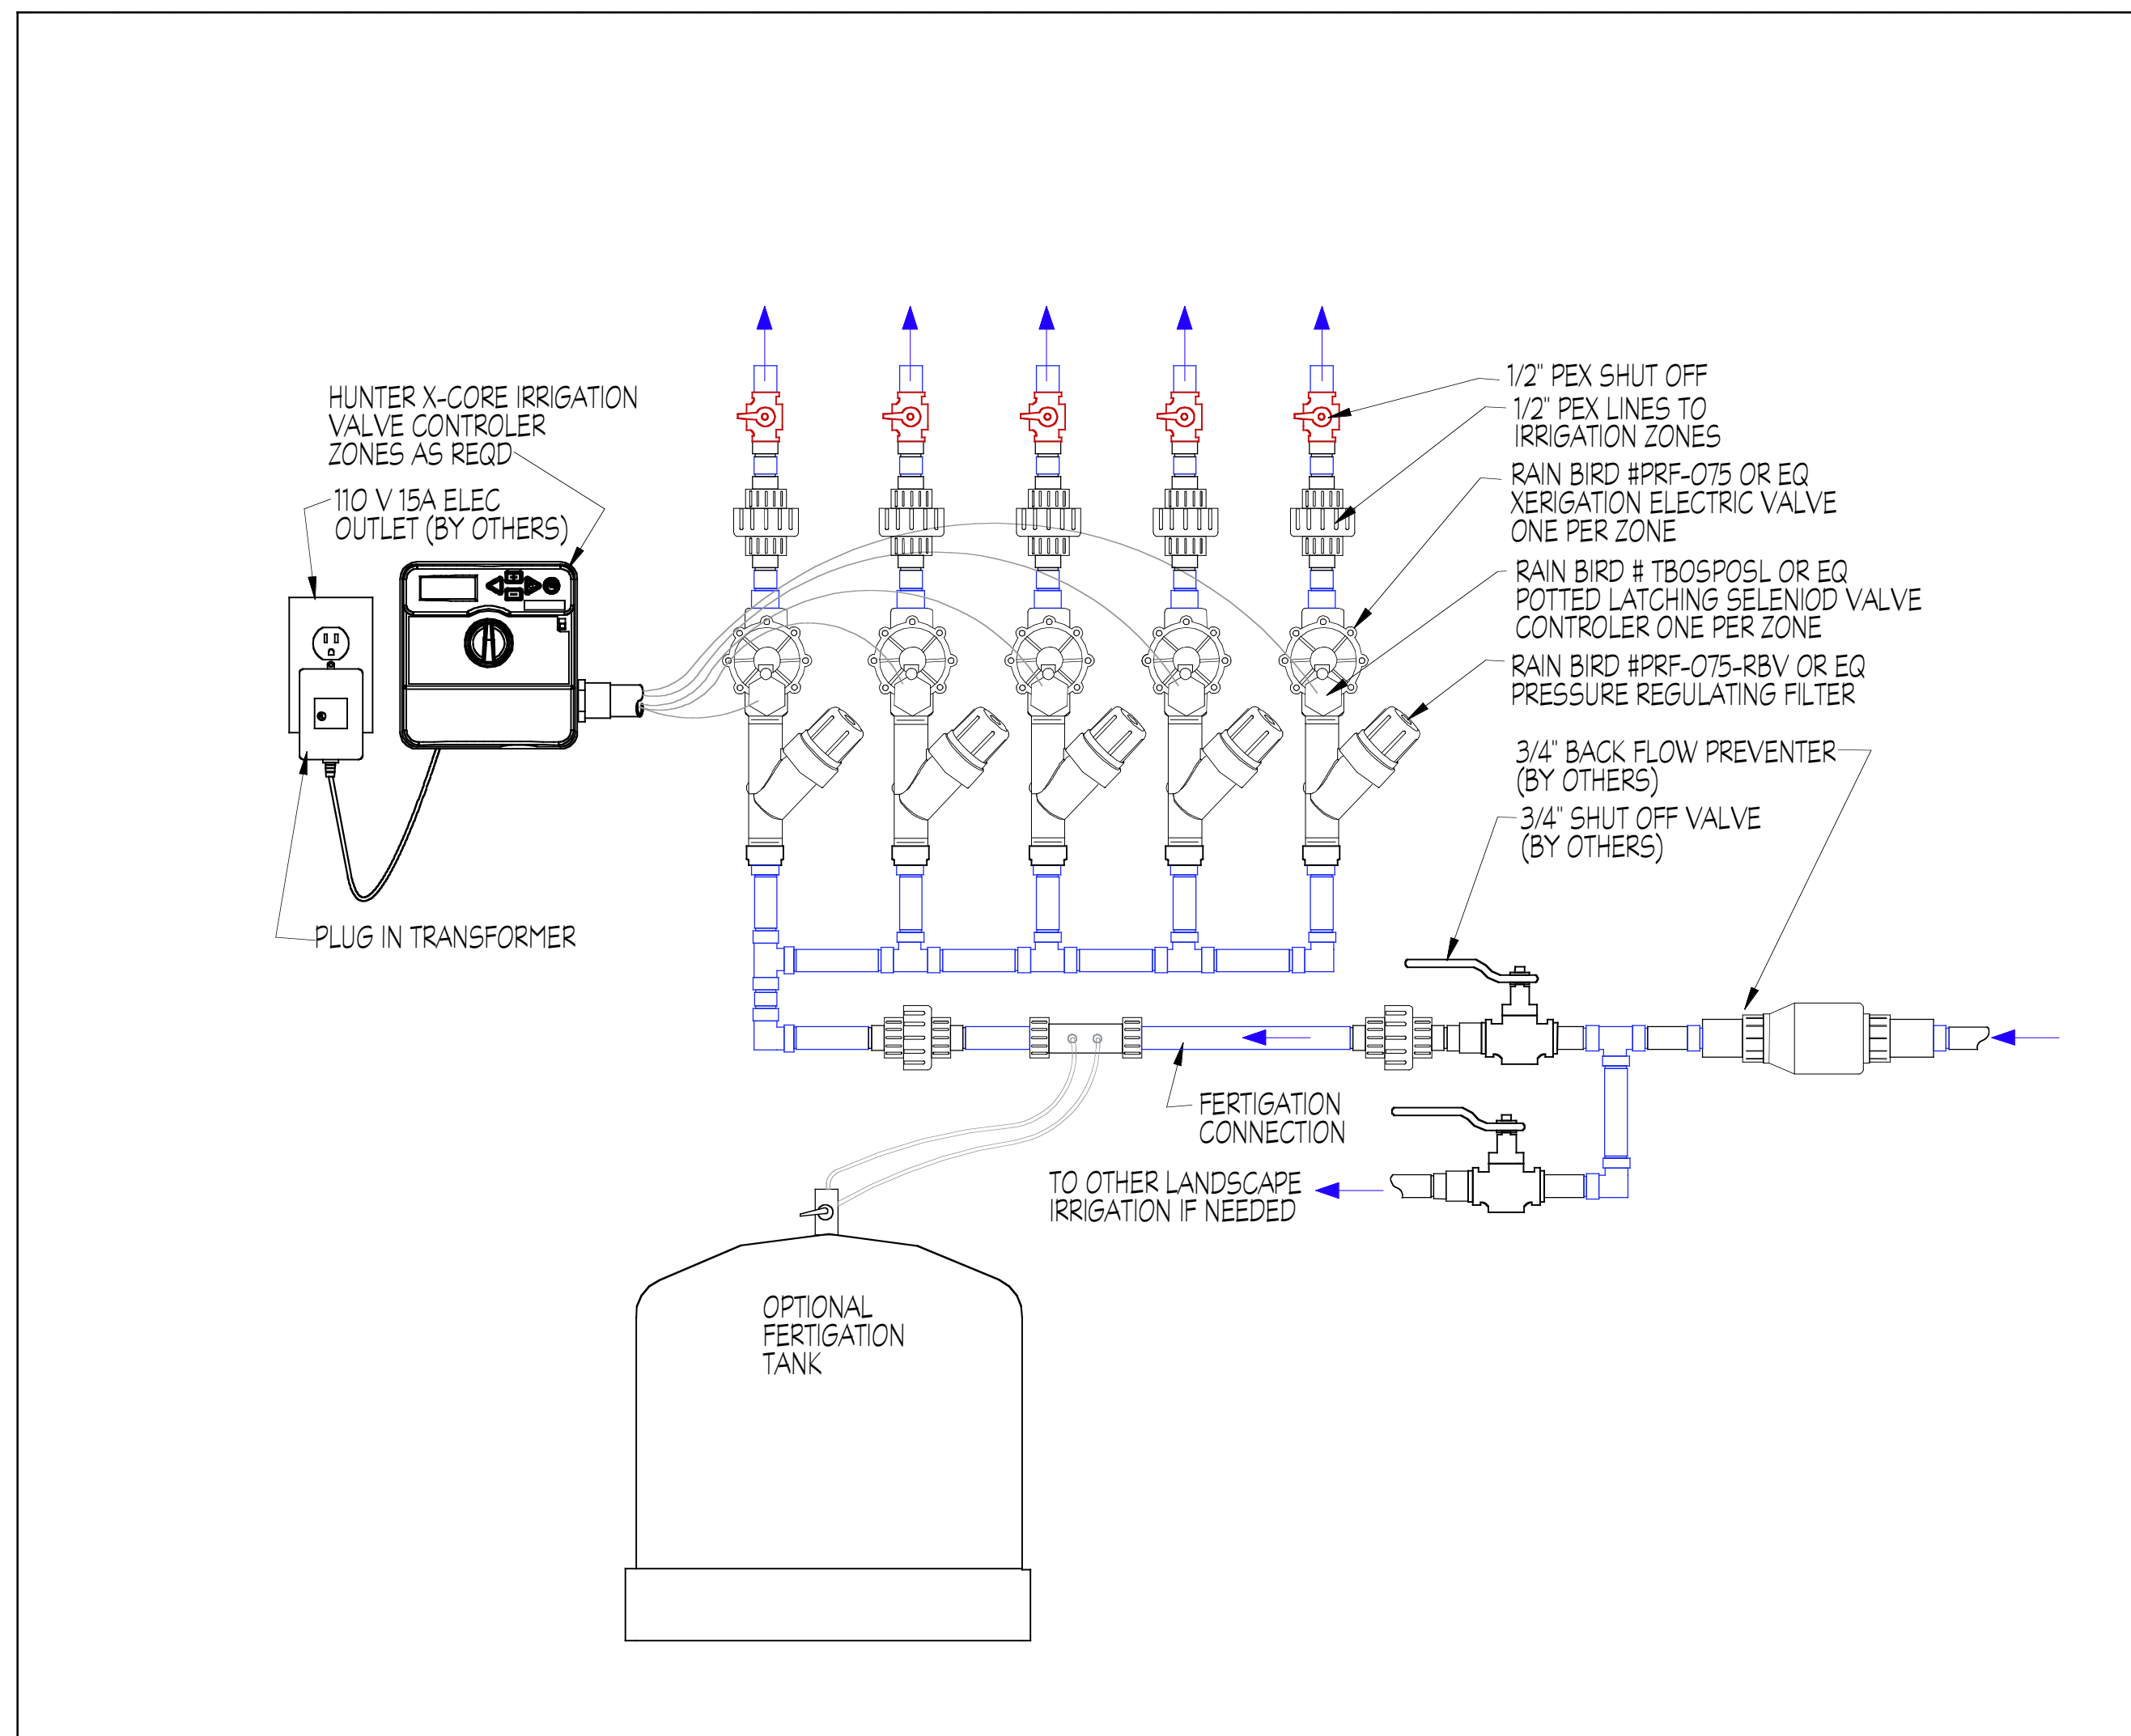 HUNTER X-CORE IRRIGATION
VALVE CONTROLER
ZONES AS REQD
110 V 15A ELEC
OUTLET (BY OTHERS)
PLUG IN TRANSFORMER
1/2" PEX SHUT OFF
1/2" PEX LINES TO
IRRIGATION ZONES
RAIN BIRD #PRF-075 OR EQ
XERIGATION ELECTRIC VALVE
ONE PER ZONE
RAIN BIRD # TBOSPOSL OR EQ
POTTED LATCHING SELENIOD VALVE
CONTROLER ONE PER ZONE
RAIN BIRD #PRF-075-RBV OR EQ
PRESSURE REGULATING FILTER
3/4" BACK FLOW PREVENTER
(BY OTHERS)
3/4" SHUT OFF VALVE
(BY OTHERS)
FERTIGATION
CONNECTION
TO OTHER LANDSCAPE
IRRIGATION IF NEEDED
OPTIONAL
FERTIGATION
TANK